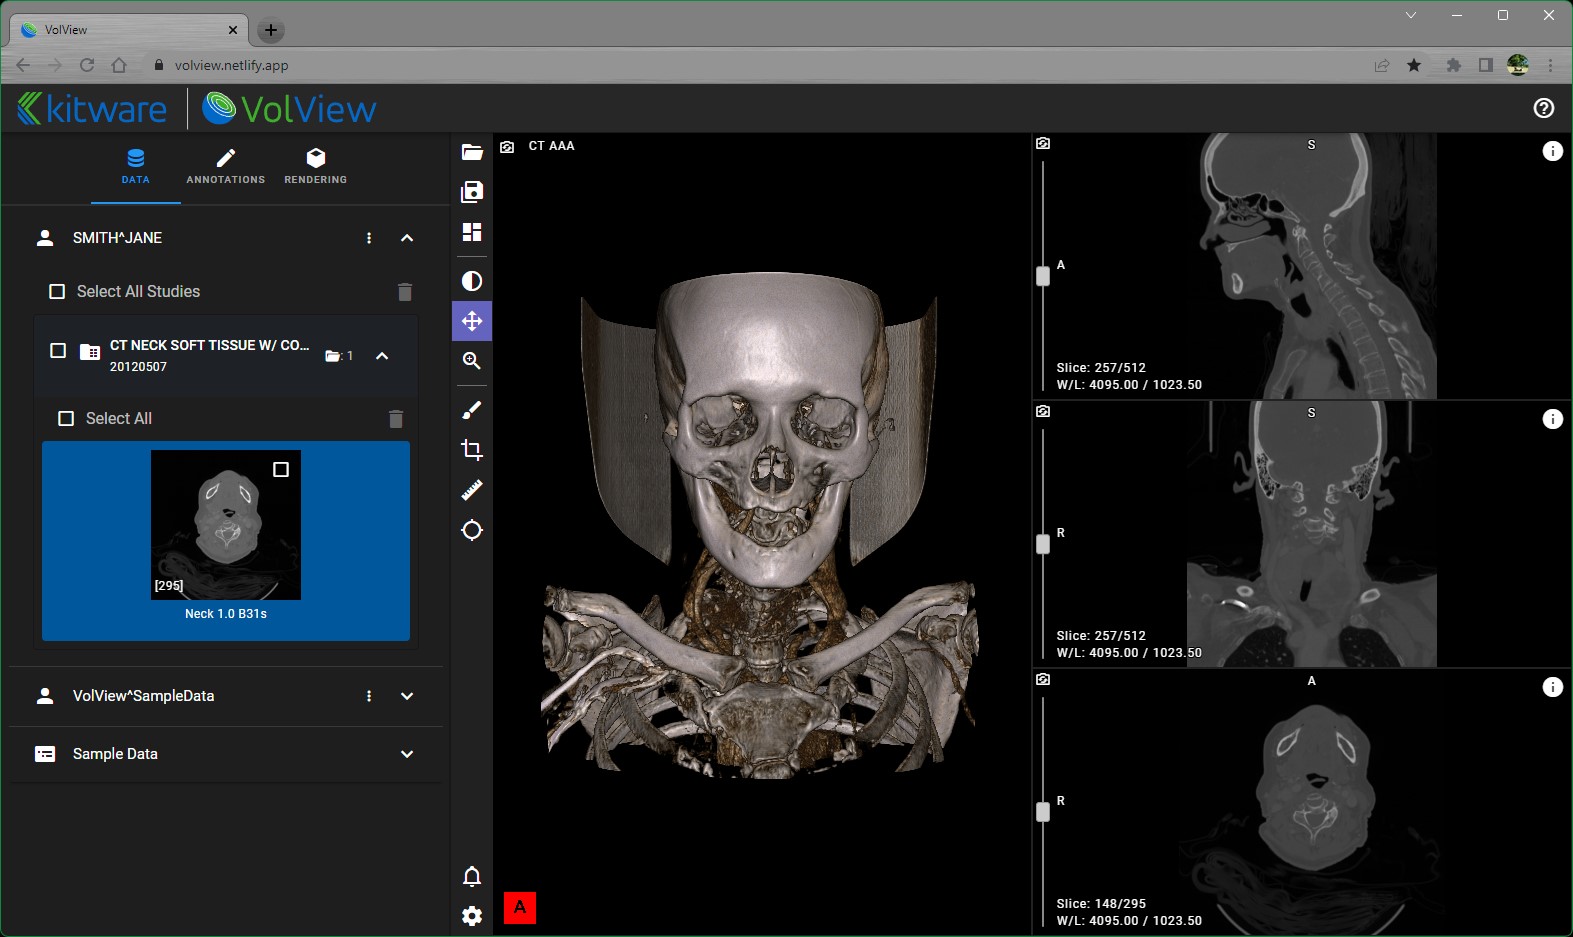 VolView
volview.netlify.app
kitware VolView
DATA
ANNOTATIONS
RENDERING
SMITH^JANE
Select All Studies
CT NECK SOFT TISSUE W/ CO...
: 1
20120507
Select All
[295]
Neck 1.0 B31s
VolView^SampleData
Sample Data
CT AAA
A
S
A
Slice: 257/512
W/L: 4095.00 / 1023.50
S
R
Slice: 257/512
W/L: 4095.00 / 1023.50
A
R
Slice: 148/295
W/L: 4095.00 / 1023.50